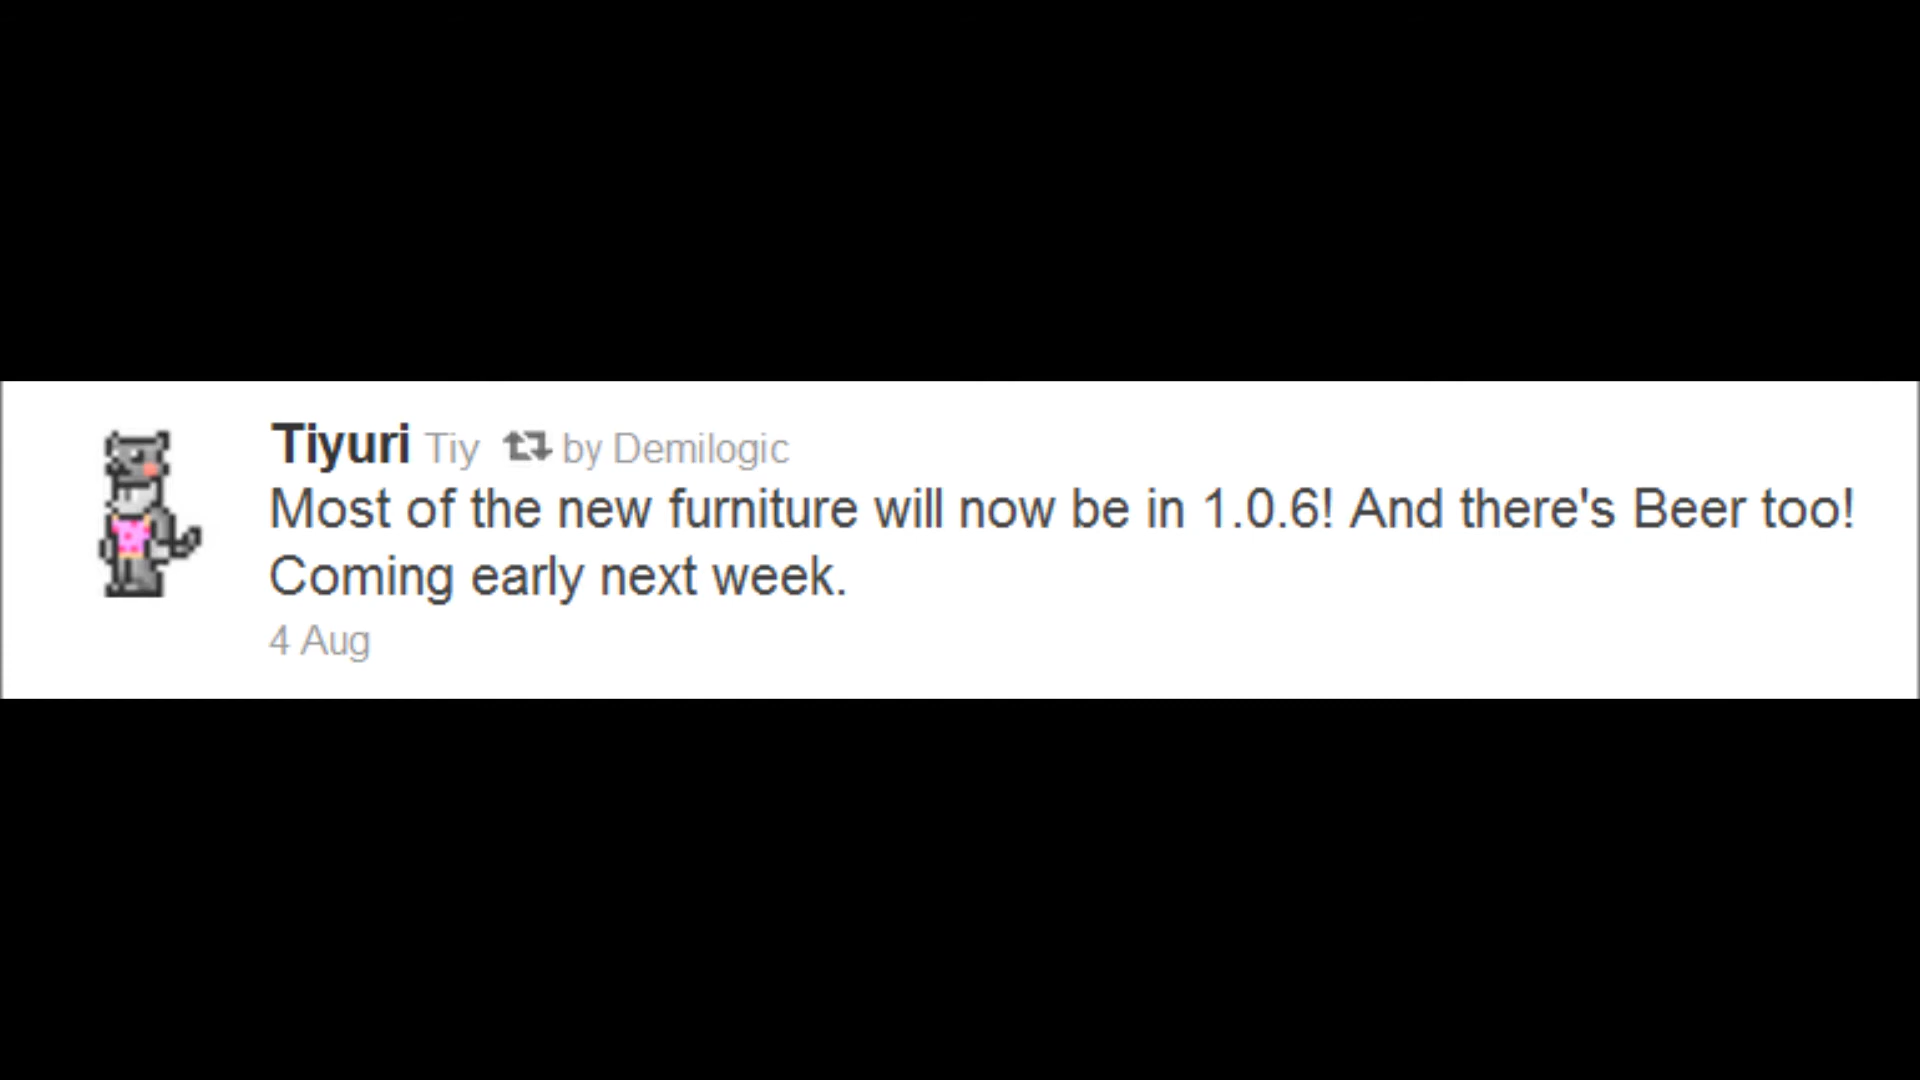 Tiyuri Tiy by Demilogic
Most of the new furniture will now be in 1.0.6! And there's Beer too!
Coming early next week.
4 Aug